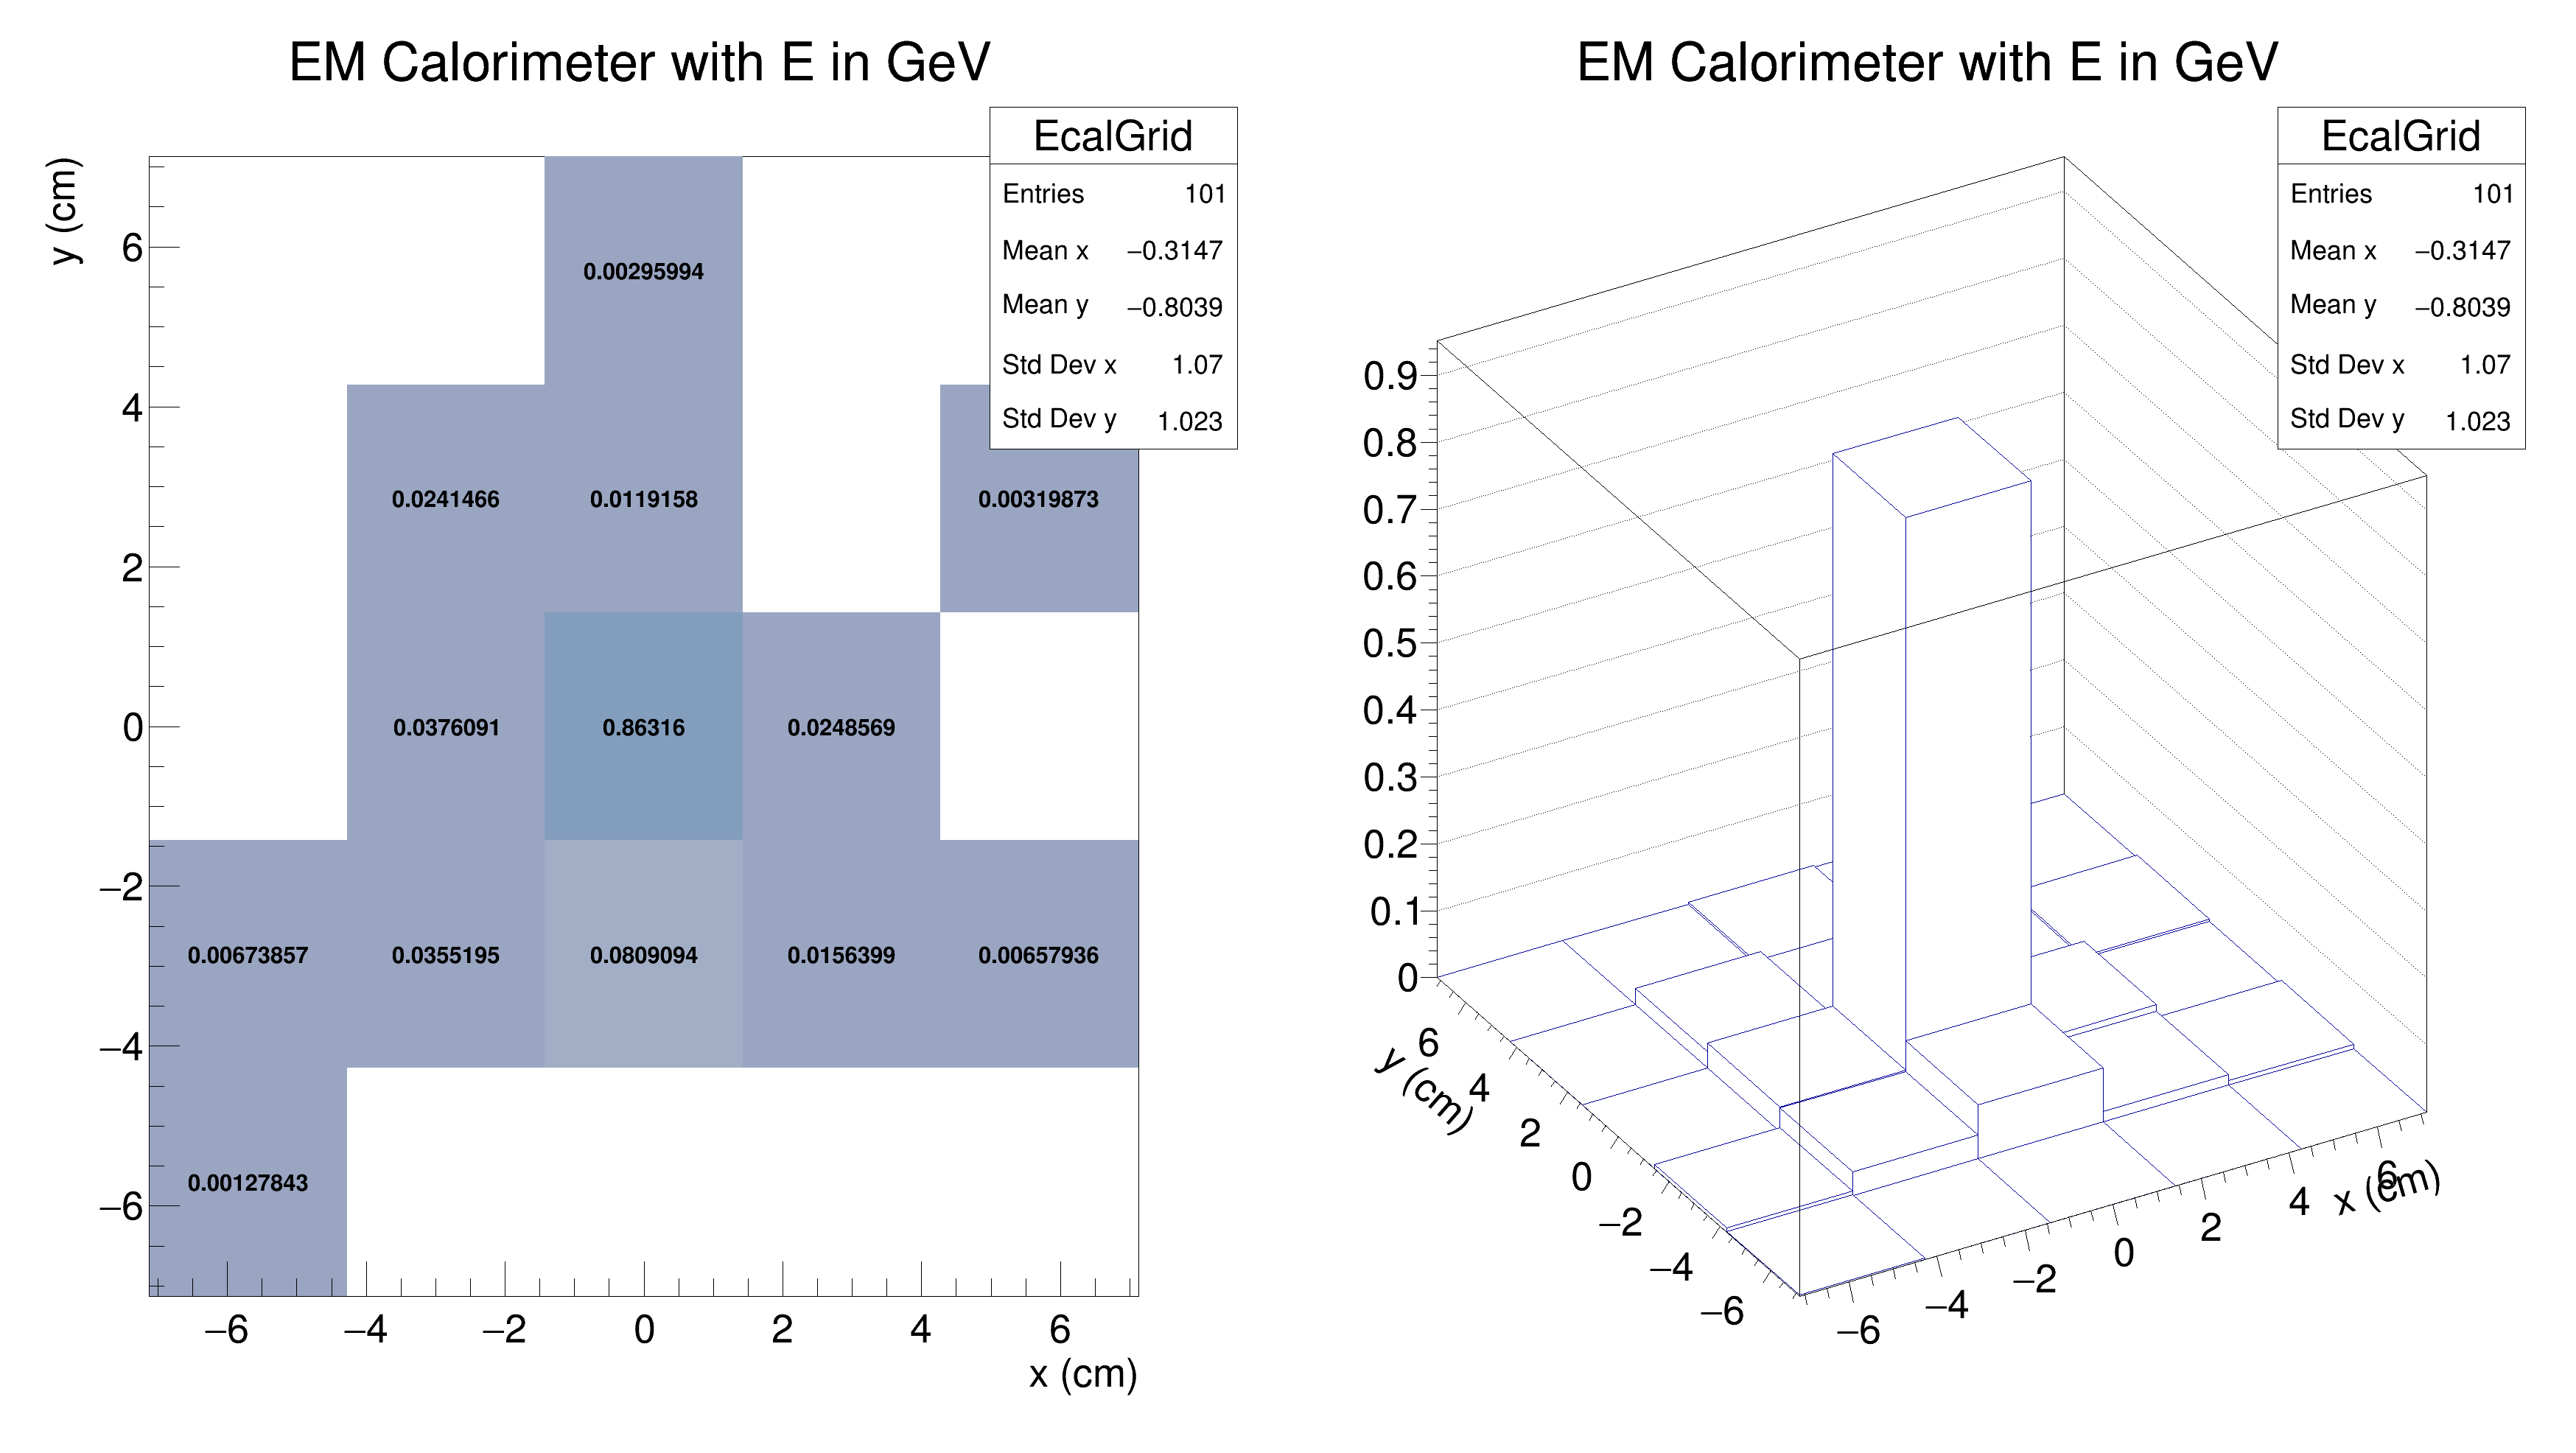 EM Calorimeter with E in GeV
y (cm)
EcalGrid
Entries 101
Mean x −0.3147
Mean y −0.8039
Std Dev x 1.07
Std Dev y 1.023
6
4
2
0
−2
−4
−6
0.00295994
0.0241466 0.0119158 0.00319873
0.0376091 0.86316 0.0248569
0.00673857 0.0355195 0.0809094 0.0156399 0.00657936
0.00127843
−6 −4 −2 0 2 4 6
x (cm)
EM Calorimeter with E in GeV
EcalGrid
Entries 101
Mean x −0.3147
Mean y −0.8039
Std Dev x 1.07
Std Dev y 1.023
0.9
0.8
0.7
0.6
0.5
0.4
0.3
0.2
0.1
0
y (cm)
6
4
2
0
−2
−4
−6
−6 −4 −2 0 2 4 6
x (cm)